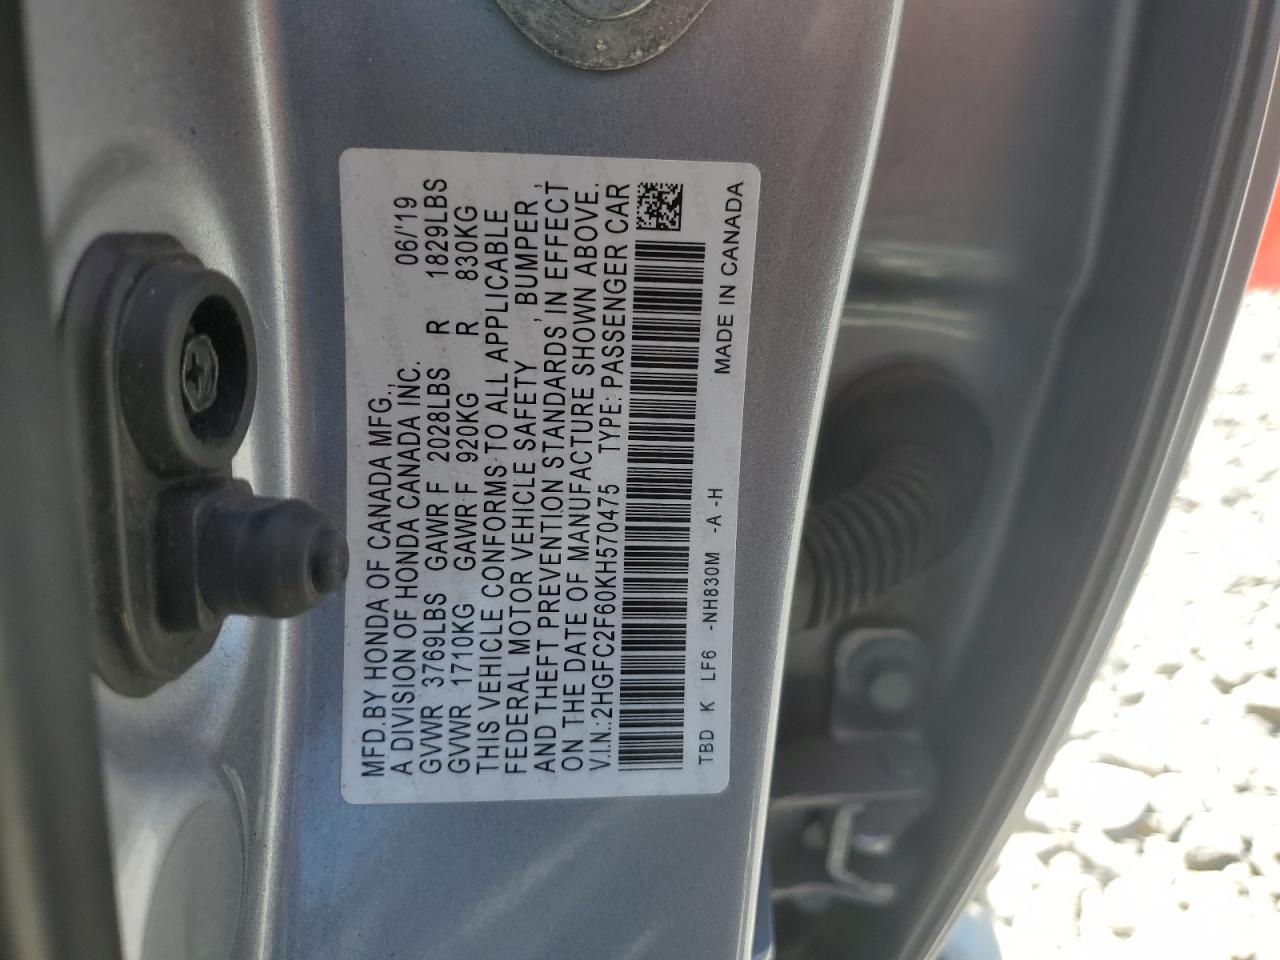 MFD.BY HONDA OF CANADA MFG., 06/'19
A DIVISION OF HONDA CANADA INC.
GVWR 3769LBS GAWR F 2028LBS R 1829LBS
GVWR 1710KG GAWR F 920KG R 830KG
THIS VEHICLE CONFORMS TO ALL APPLICABLE
FEDERAL MOTOR VEHICLE SAFETY, BUMPER,
AND THEFT PREVENTION STANDARDS IN EFFECT
ON THE DATE OF MANUFACTURE SHOWN ABOVE.
V.I.N.:2HGFC2F60KH570475 TYPE: PASSENGER CAR
TBD K LF6 -NH830M -A -H MADE IN CANADA